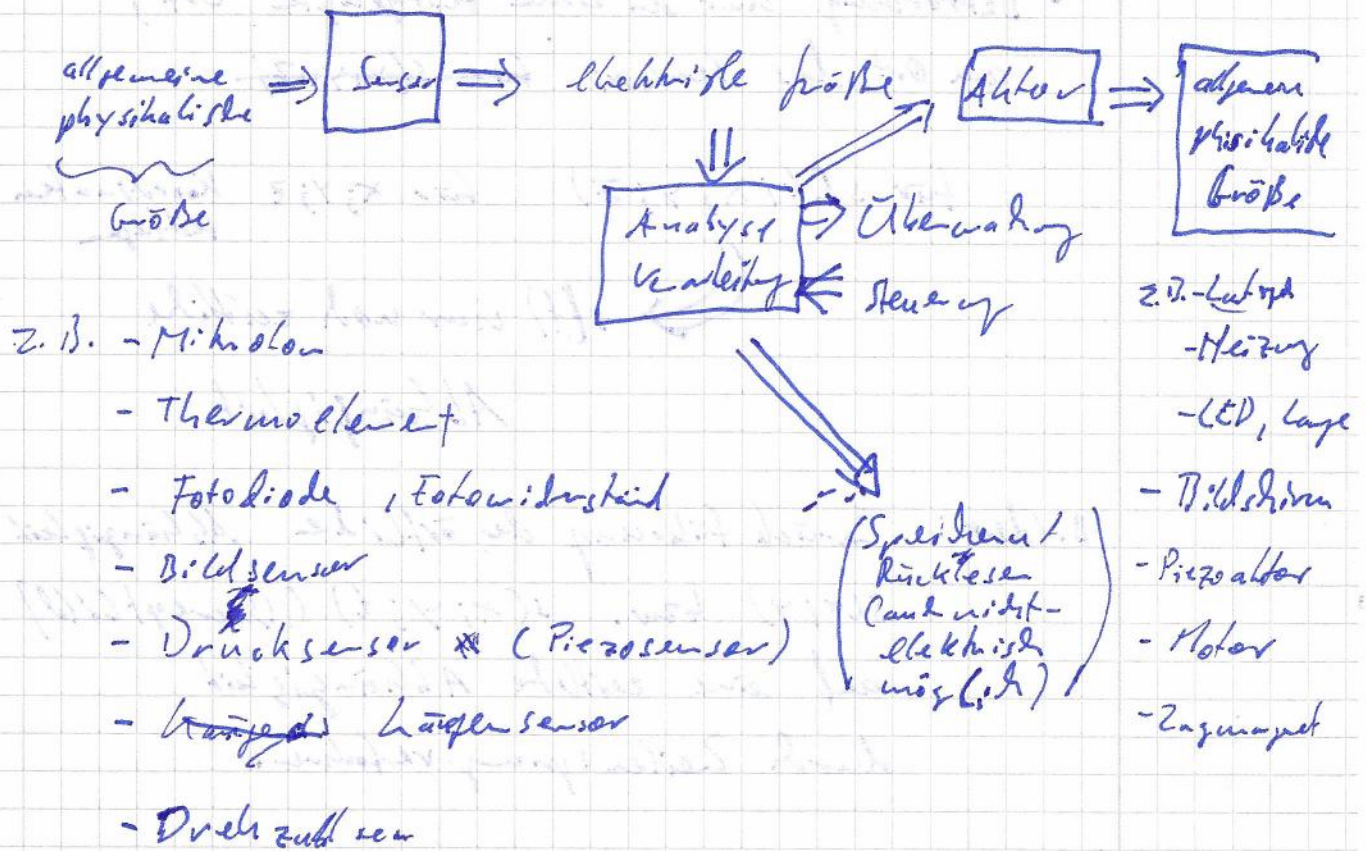 allgemeine
physikalische
Größe
Sensor
elektrische Größe
Aktor
allgemein
physikalische
Größe
Analyse
Verarbeitung
Überwachung
Steuerung
z.B. - Mikrofon
- Thermoelement
- Fotodiode, Fotowiderstand
- Bildsensor
- Drucksensor (Piezosensor)
- Längensensor
- Drehzahlsensor
(Speichern +
Rücklesen
(auch nicht-
elektrisch
möglich)
z.B. -
- Heizung
- LED, Lampe
- Bildschirm
- Piezoaktor
- Motor
- Zugmagnet